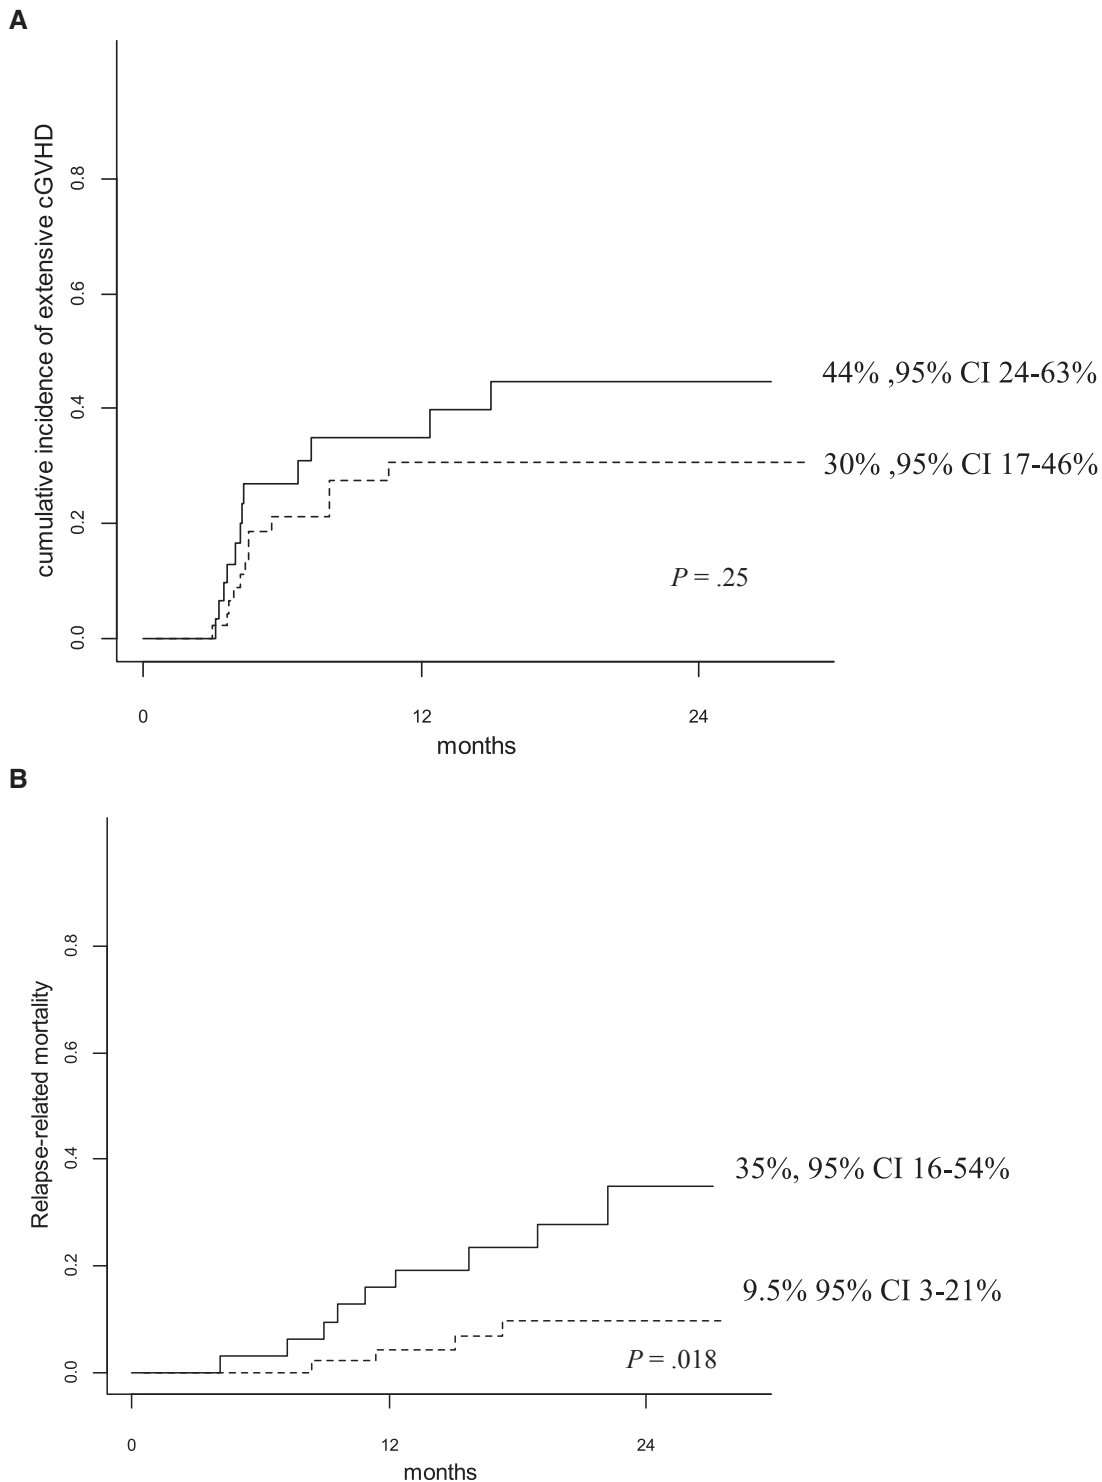 A
cumulative incidence of extensive cGVHD
0.8
0.6
0.4
0.2
0.0
44% ,95% CI 24-63%
30% ,95% CI 17-46%
P = .25
0 12 24
months
B
Relapse-related mortality
0.8
0.6
0.4
0.2
0.0
35%, 95% CI 16-54%
9.5% 95% CI 3-21%
P = .018
0 12 24
months